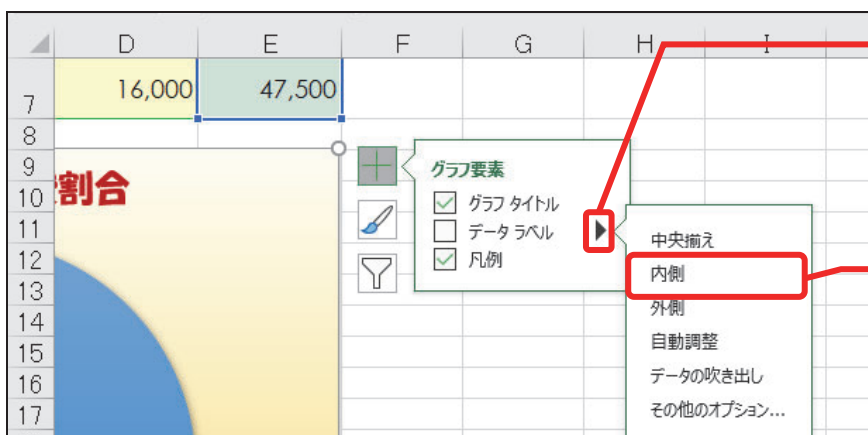 D E F G H I
7 16,000 47,500
8
9
10
11
12
13
14
15
16
17
割合
グラフ要素
グラフ タイトル
データ ラベル
凡例
中央揃え
内側
外側
自動調整
データの吹き出し
その他のオプション...